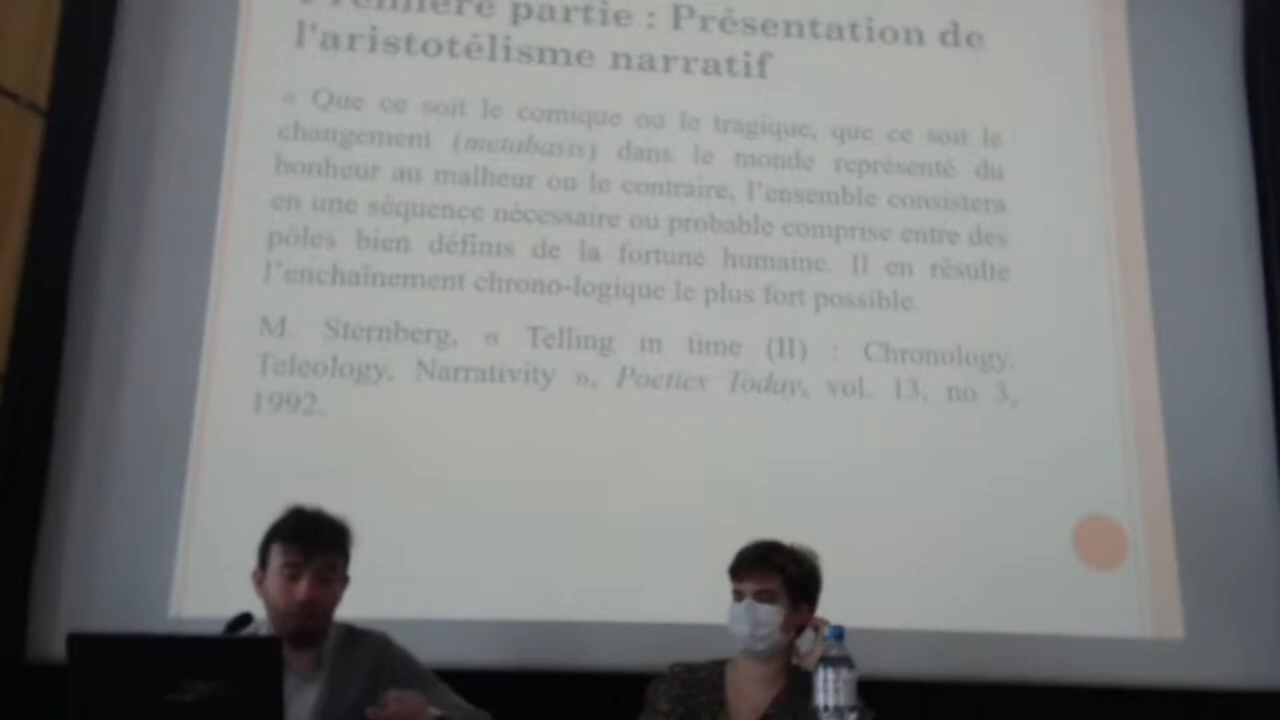 Première partie : Présentation de
l'aristotélisme narratif
« Que ce soit le comique ou le tragique, que ce soit le
changement (metabasis) dans le monde représenté du
bonheur au malheur ou le contraire, l'ensemble consistera
en une séquence nécessaire ou probable comprise entre des
pôles bien définis de la fortune humaine. Il en résulte
l'enchaînement chrono-logique le plus fort possible.
M. Sternberg, « Telling in time (II) : Chronology,
Teleology, Narrativity », Poetics Today, vol. 13, no 3,
1992.